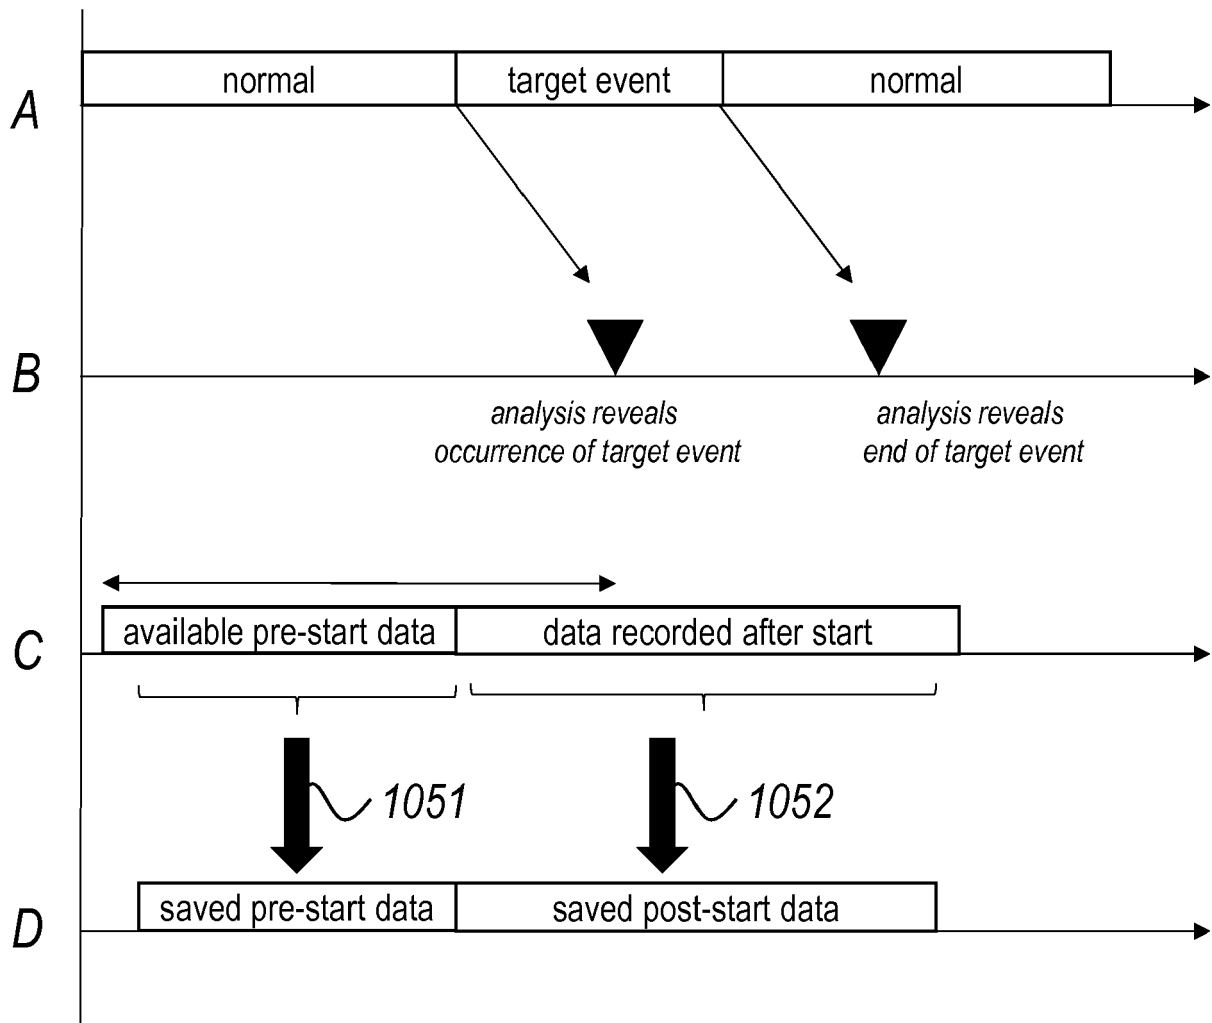 normal target event normal
A
B
analysis reveals
occurrence of target event
analysis reveals
end of target event
available pre-start data data recorded after start
C
1051 1052
saved pre-start data saved post-start data
D